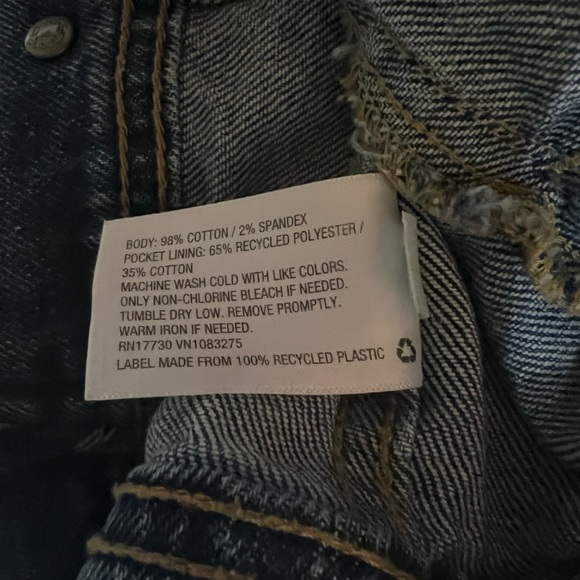 BODY: 98% COTTON / 2% SPANDEX
POCKET LINING: 65% RECYCLED POLYESTER /
35% COTTON
MACHINE WASH COLD WITH LIKE COLORS.
ONLY NON-CHLORINE BLEACH IF NEEDED.
TUMBLE DRY LOW. REMOVE PROMPTLY.
WARM IRON IF NEEDED.
RN17730 VN1083275
LABEL MADE FROM 100% RECYCLED PLASTIC